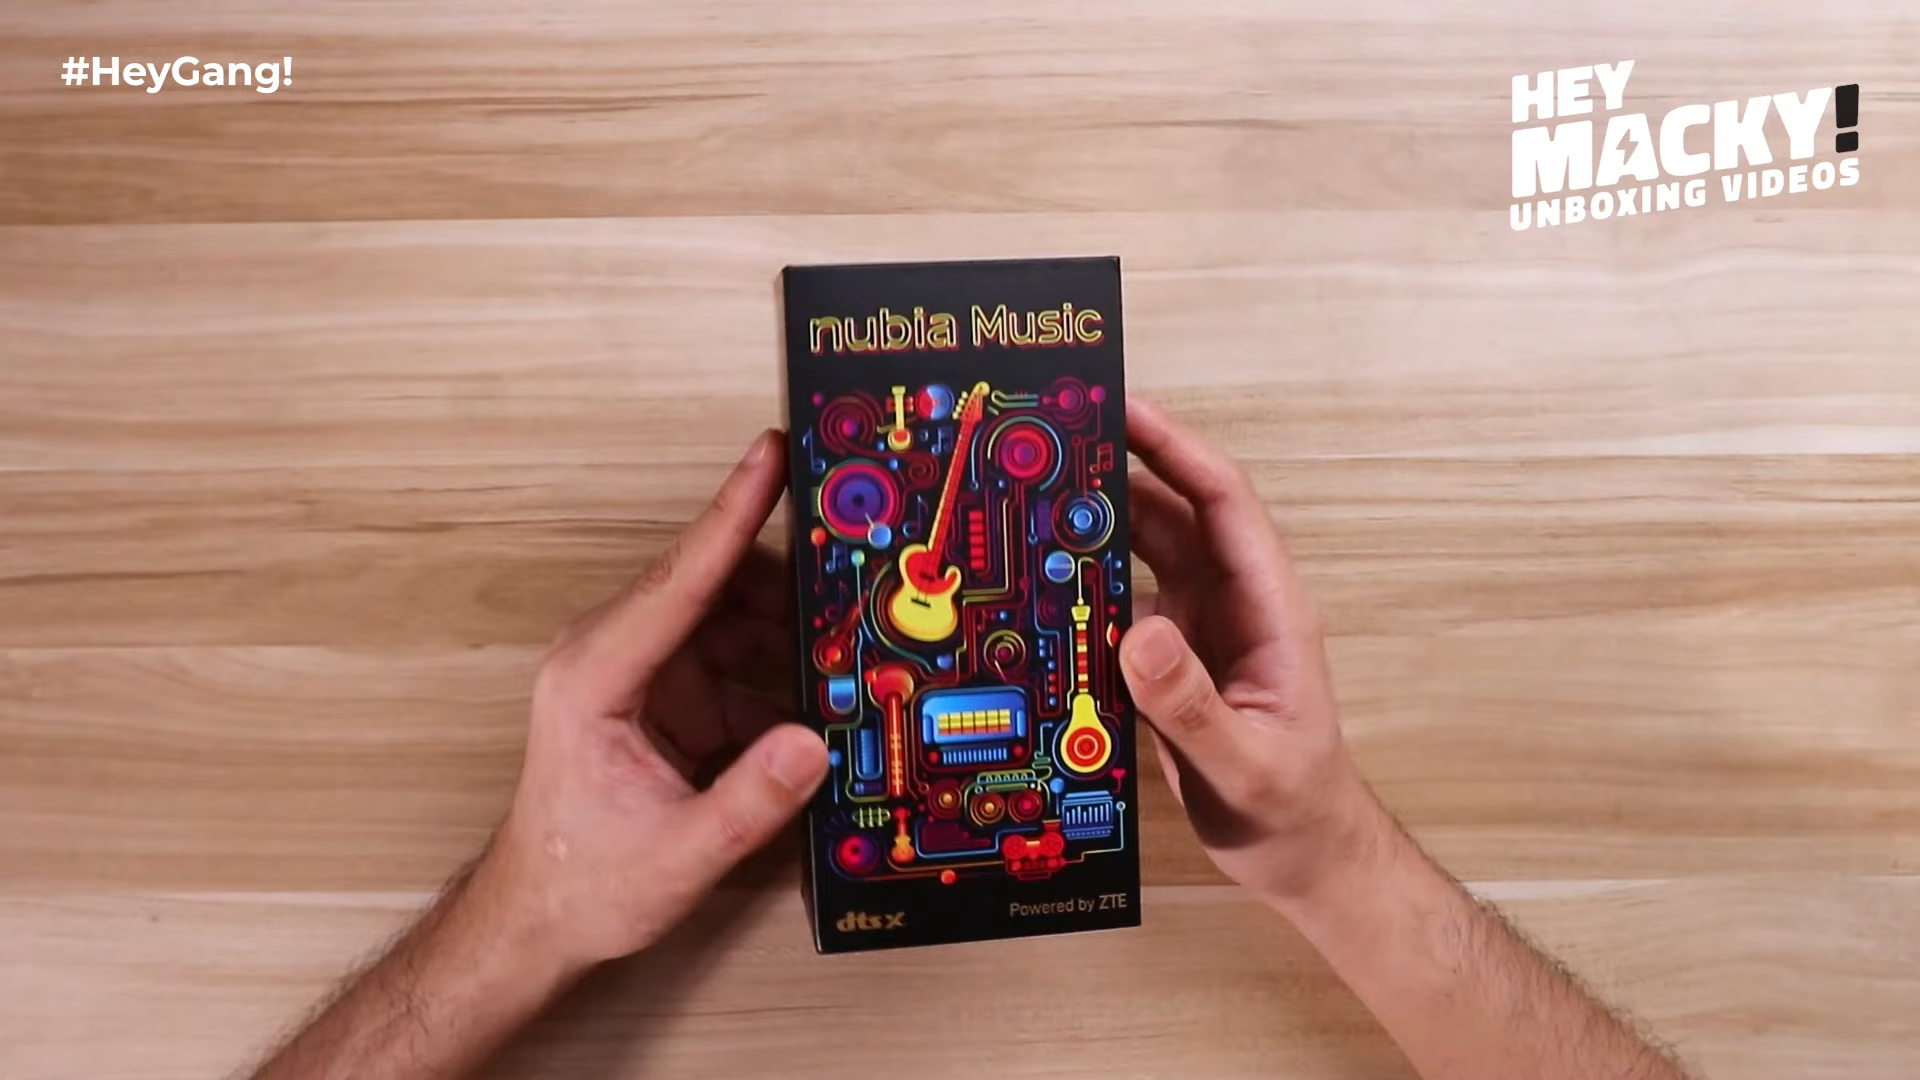 #HeyGang!
HEY
MACKY!
UNBOXING VIDEOS
nubia Music
dts X
Powered by ZTE